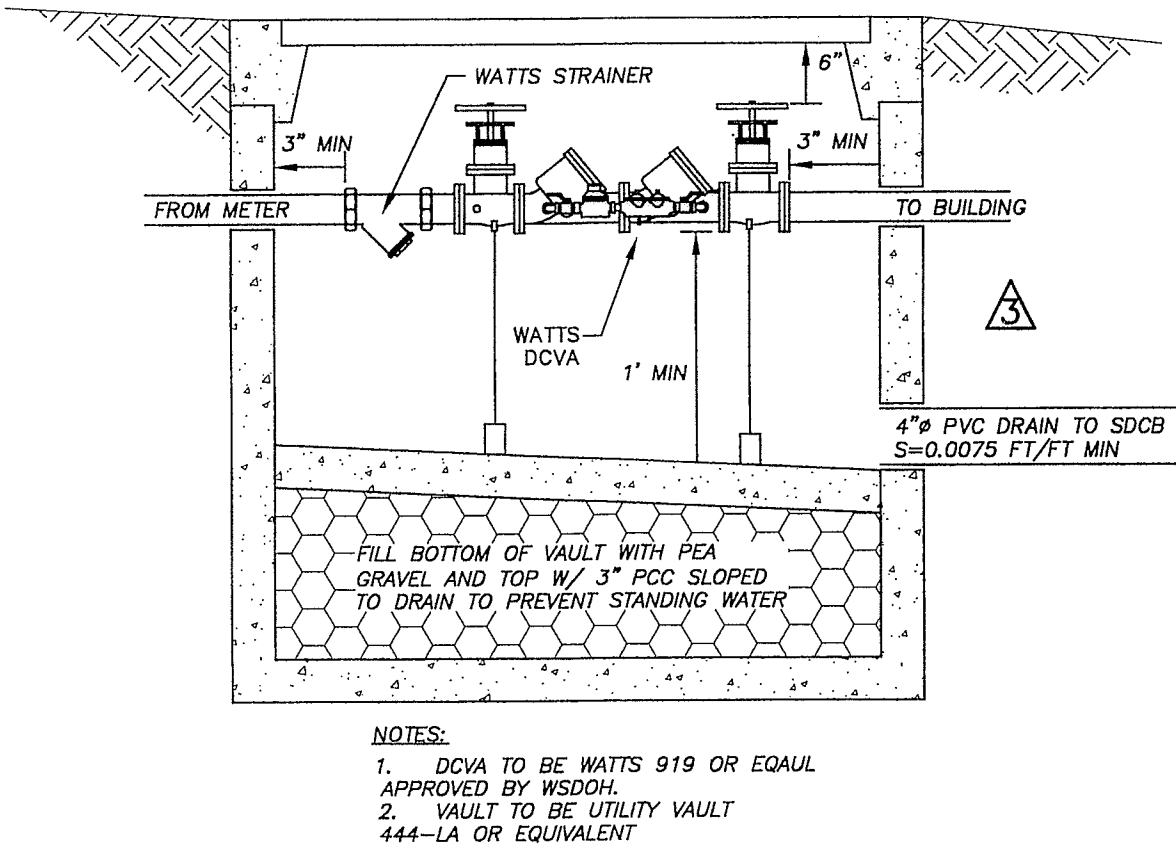 6"
WATTS STRAINER
3" MIN
3" MIN
FROM METER
TO BUILDING
3
WATTS
DCVA
1' MIN
4"ø PVC DRAIN TO SDCB
S=0.0075 FT/FT MIN
FILL BOTTOM OF VAULT WITH PEA
GRAVEL AND TOP W/ 3" PCC SLOPED
TO DRAIN TO PREVENT STANDING WATER
NOTES:
1. DCVA TO BE WATTS 919 OR EQAUL
APPROVED BY WSDOH.
2. VAULT TO BE UTILITY VAULT
444-LA OR EQUIVALENT